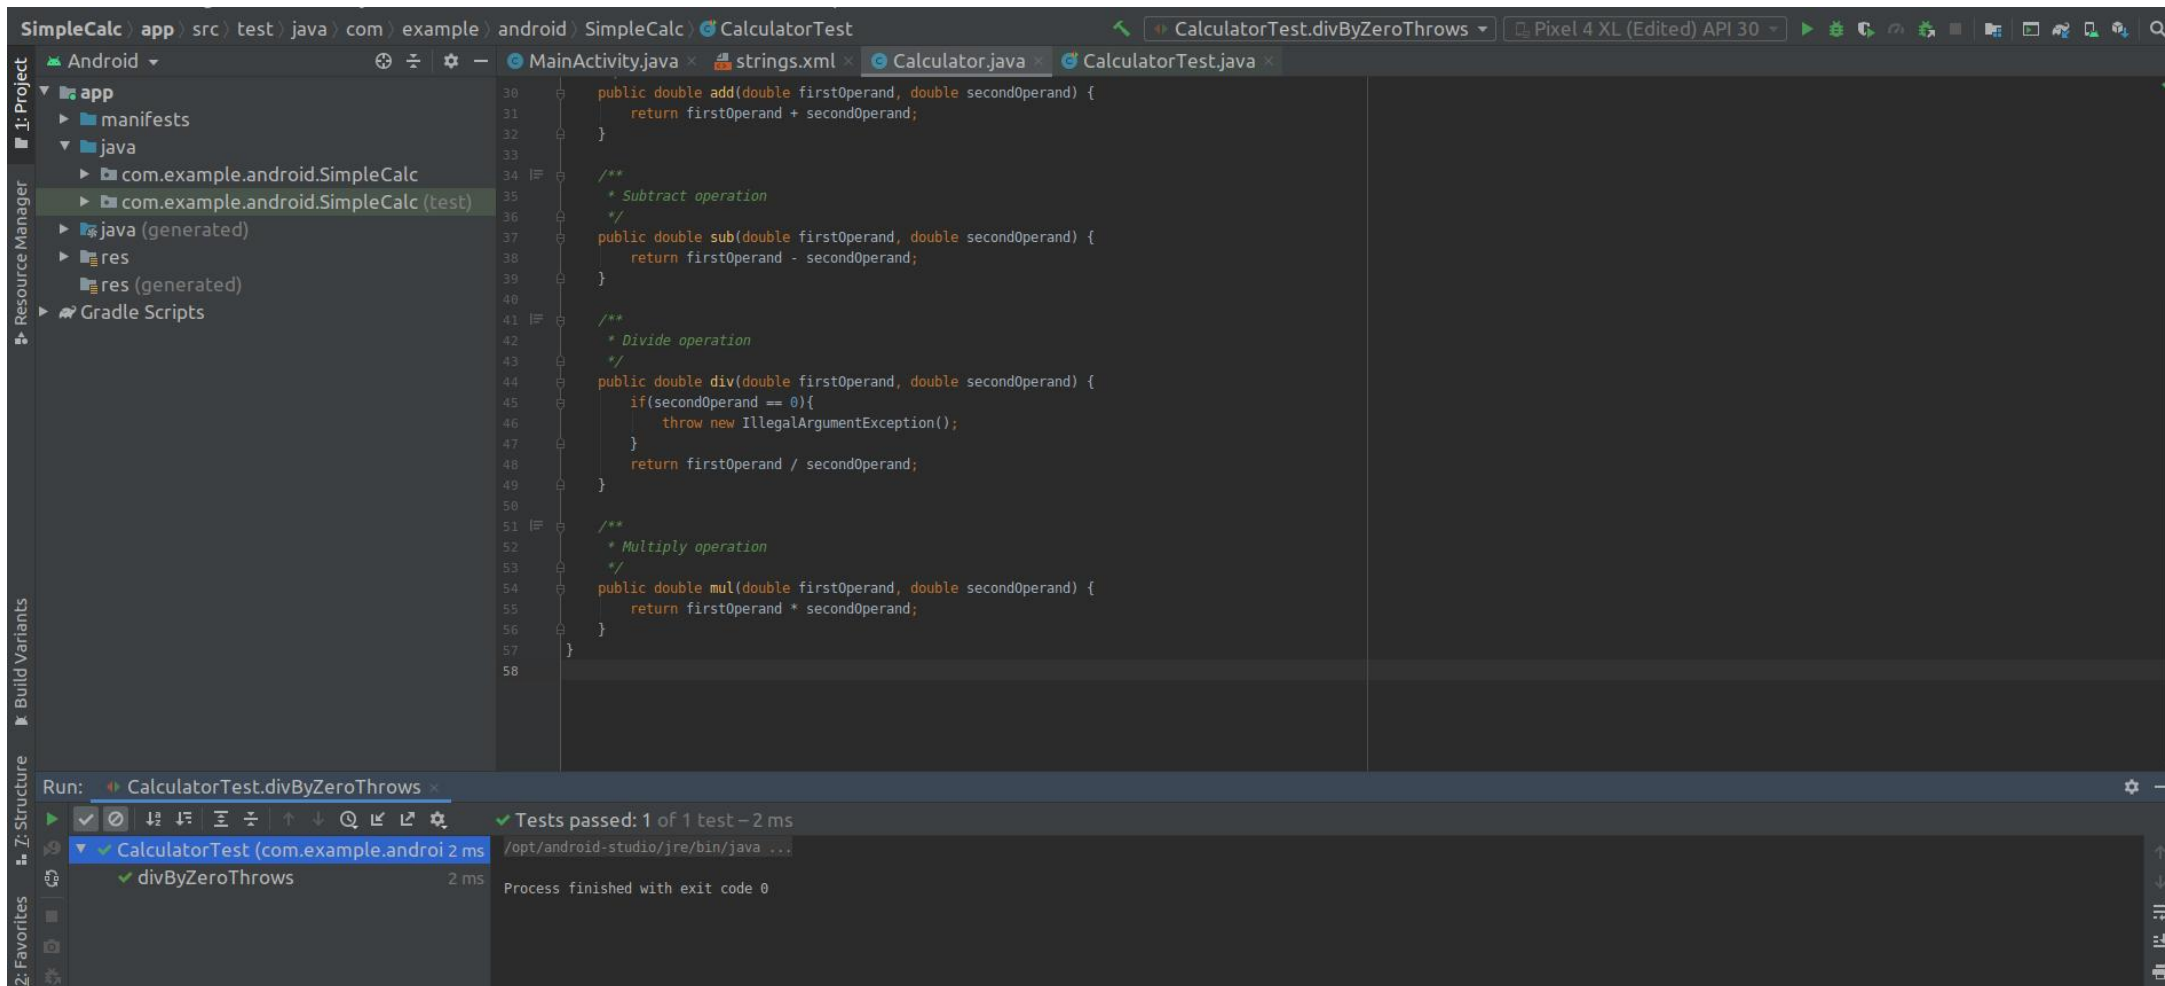 SimpleCalc app src test java com example android SimpleCalc CalculatorTest
CalculatorTest.divByZeroThrows
Pixel 4 XL (Edited) API 30
1: Project
Resource Manager
Build Variants
7: Structure
2: Favorites
Android
app
manifests
java
com.example.android.SimpleCalc
com.example.android.SimpleCalc (test)
java (generated)
res
res (generated)
Gradle Scripts
MainActivity.java
strings.xml
Calculator.java
CalculatorTest.java
30 public double add(double firstOperand, double secondOperand) {
31 return firstOperand + secondOperand;
32 }
33
34 /**
35 * Subtract operation
36 */
37 public double sub(double firstOperand, double secondOperand) {
38 return firstOperand - secondOperand;
39 }
40
41 /**
42 * Divide operation
43 */
44 public double div(double firstOperand, double secondOperand) {
45 if(secondOperand == 0){
46 throw new IllegalArgumentException();
47 }
48 return firstOperand / secondOperand;
49 }
50
51 /**
52 * Multiply operation
53 */
54 public double mul(double firstOperand, double secondOperand) {
55 return firstOperand * secondOperand;
56 }
57 }
58
Run: CalculatorTest.divByZeroThrows
Tests passed: 1 of 1 test – 2 ms
CalculatorTest (com.example.androi 2 ms
divByZeroThrows 2 ms
/opt/android-studio/jre/bin/java ...
Process finished with exit code 0